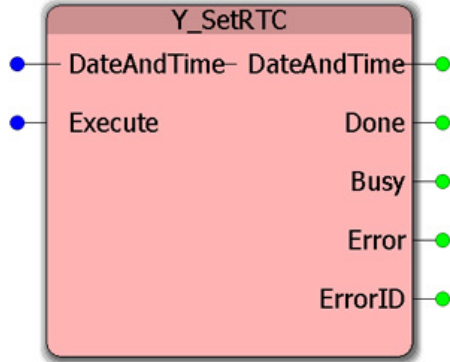 Y_SetRTC
DateAndTime DateAndTime
Execute Done
Busy
Error
ErrorID